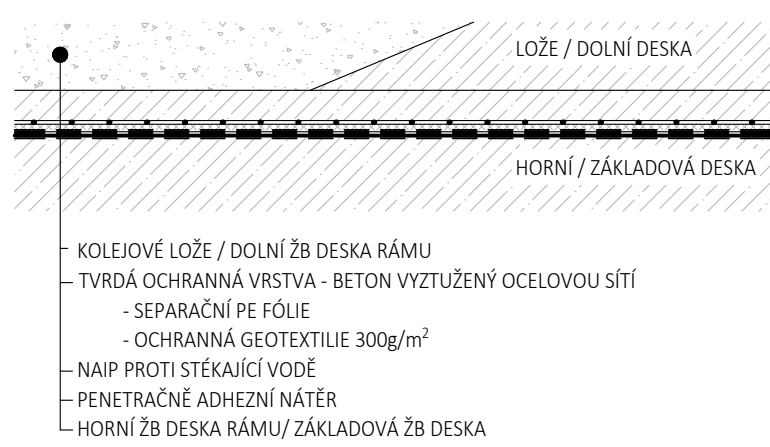 LOŽE / DOLNÍ DESKA
HORNÍ / ZÁKLADOVÁ DESKA
KOLEJOVÉ LOŽE / DOLNÍ ŽB DESKA RÁMU
TVRDÁ OCHRANNÁ VRSTVA - BETON VYZTUŽENÝ OCELOVOU SÍTÍ
- SEPARAČNÍ PE FÓLIE
- OCHRANNÁ GEOTEXTILIE 300g/m²
NAIP PROTI STÉKAJÍCÍ VODĚ
PENETRAČNĚ ADHEZNÍ NÁTĚR
HORNÍ ŽB DESKA RÁMU/ ZÁKLADOVÁ ŽB DESKA